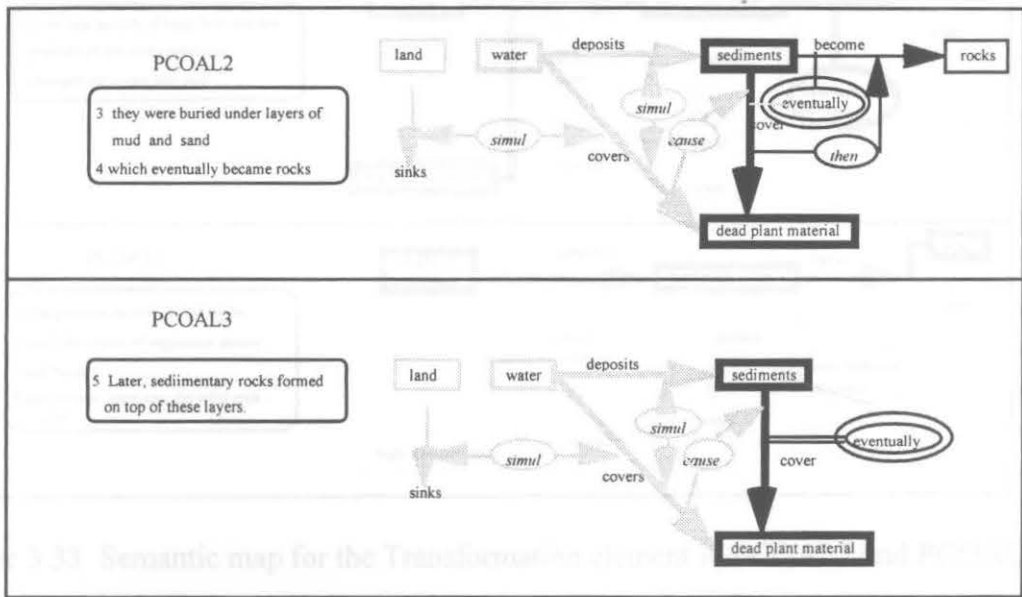 PCOAL2
3 they were buried under layers of
mud and sand
4 which eventually became rocks
land
water
deposits
sediments
become
rocks
simul
eventually
cover
simul
cause
covers
then
sinks
dead plant material
PCOAL3
5 Later, sediimentary rocks formed
on top of these layers.
land
water
deposits
sediments
simul
eventually
simul
cause
cover
covers
sinks
dead plant material
3.33 Semantic map for the Transformation element